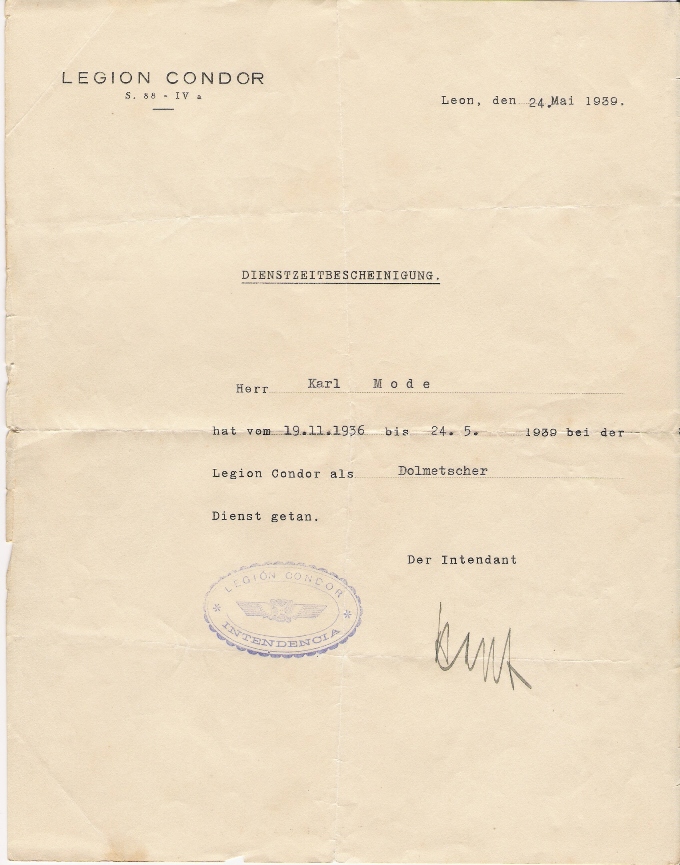 LEGION CONDOR
S. 88 - IV a
Leon, den 24. Mai 1939.
DIENSTZEITBESCHEINIGUNG.
Herr Karl Mode
hat vom 19.11.1936 bis 24. 5. 1939 bei der
Legion Condor als Dolmetscher
Dienst getan.
Der Intendant
LEGIÓN CONDOR
INTENDENCIA